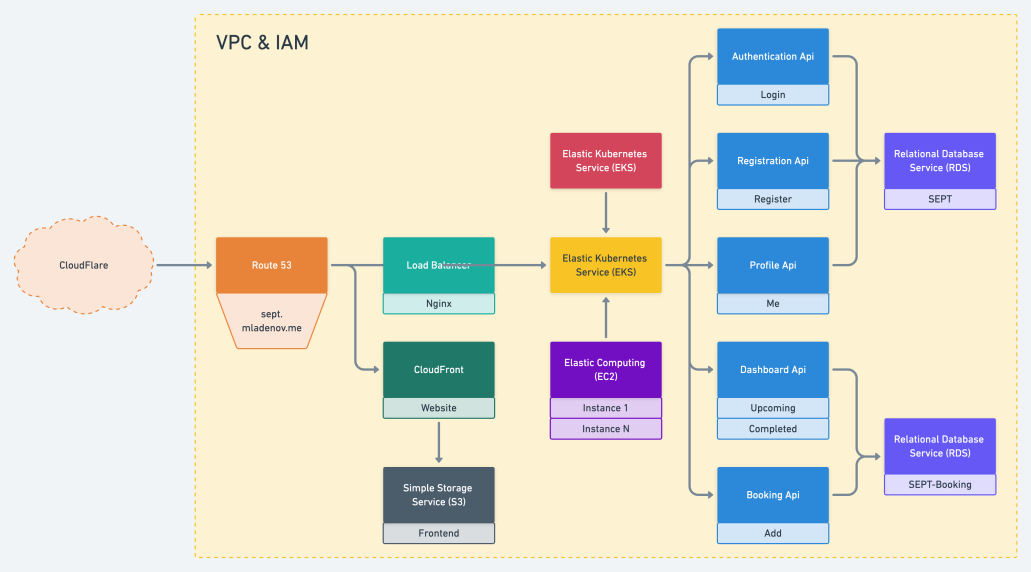 VPC & IAM
CloudFlare
Route 53
sept.
mladenov.me
Load Balancer
Nginx
CloudFront
Website
Simple Storage
Service (S3)
Frontend
Elastic Kubernetes
Service (EKS)
Elastic Kubernetes
Service (EKS)
Elastic Computing
(EC2)
Instance 1
Instance N
Authentication Api
Login
Registration Api
Register
Profile Api
Me
Dashboard Api
Upcoming
Completed
Booking Api
Add
Relational Database
Service (RDS)
SEPT
Relational Database
Service (RDS)
SEPT-Booking